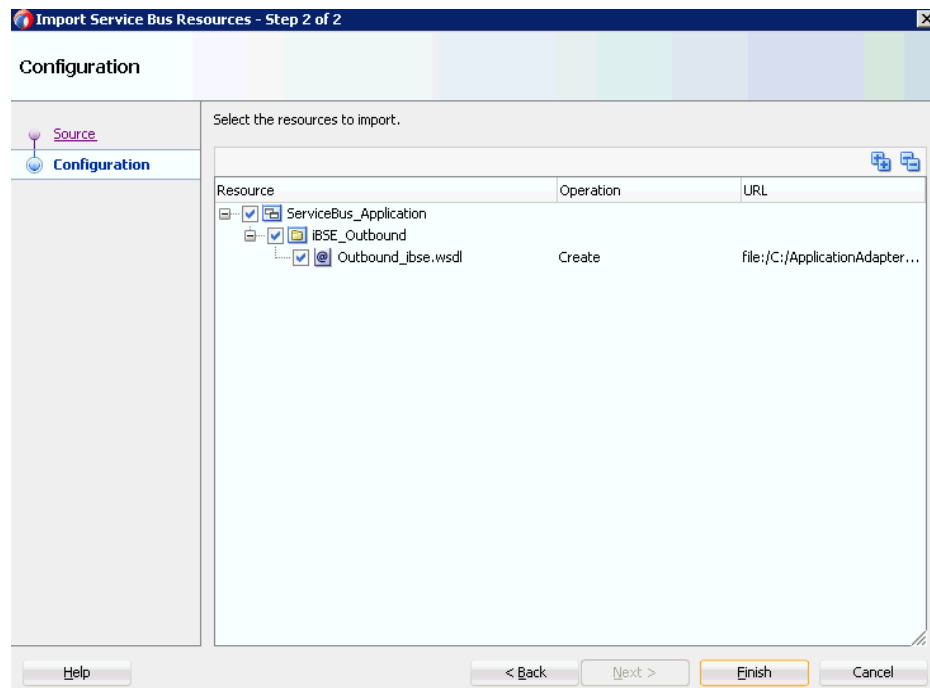 Import Service Bus Resources - Step 2 of 2
Configuration
Source
Configuration
Select the resources to import.
Resource Operation URL
ServiceBus_Application
iBSE_Outbound
Outbound_ibse.wsdl Create file:/C:/ApplicationAdapter...
Help < Back Next > Finish Cancel